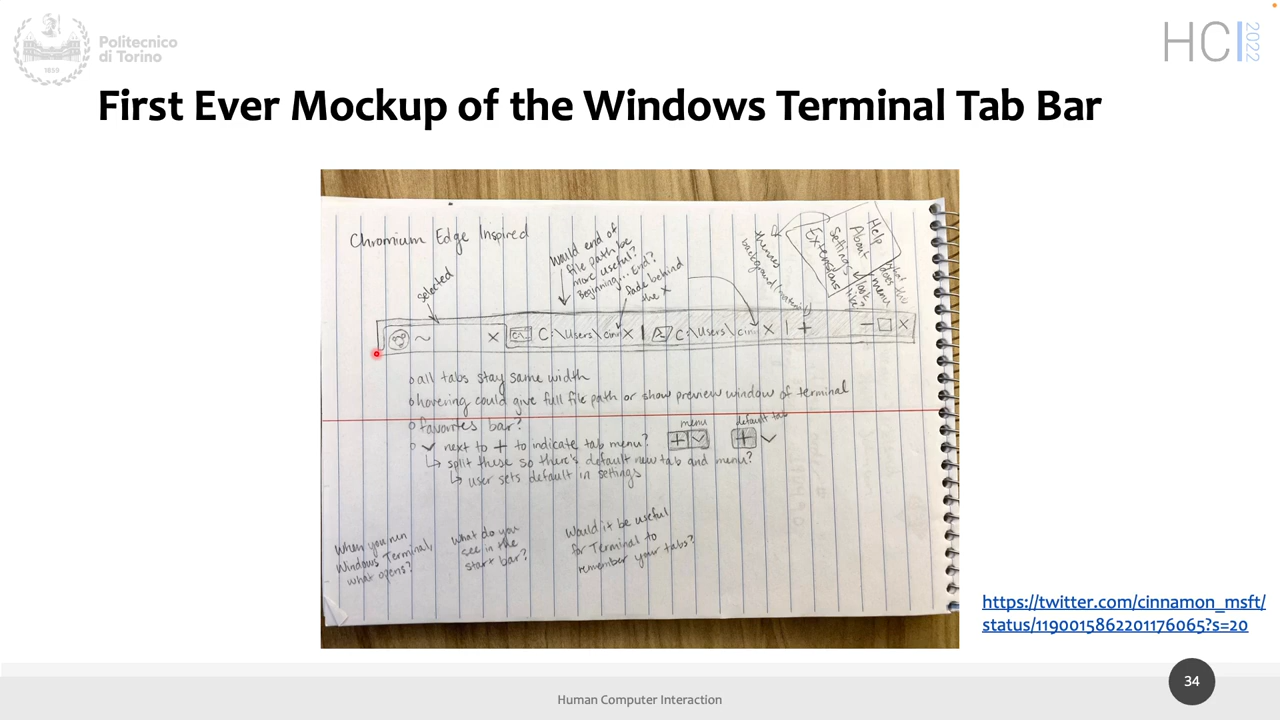 Politecnico
di Torino
1859
HCI
2022
First Ever Mockup of the Windows Terminal Tab Bar
Chromium Edge Inspired
selected
Would end of
file path be
more useful?
Beginning...End?
Fade behind
the X
themes
background (material)
Help
About
Settings
Extensions
menu
~ X C:\Users\cin X | C:\Users\cin X | + - □ X
o all tabs stay same width
o hovering could give full file path or show preview window of terminal
o favorites bar?
menu default tab
o ✓ next to + to indicate tab menu?
↳ split these so there's default new tab and menu?
↳ user sets default in settings
When you run
Windows Terminal,
what opens?
What do you
see in the
start bar?
Would it be useful
for Terminal to
remember your tabs?
https://twitter.com/cinnamon_msft/
status/1190015862201176065?s=20
34
Human Computer Interaction